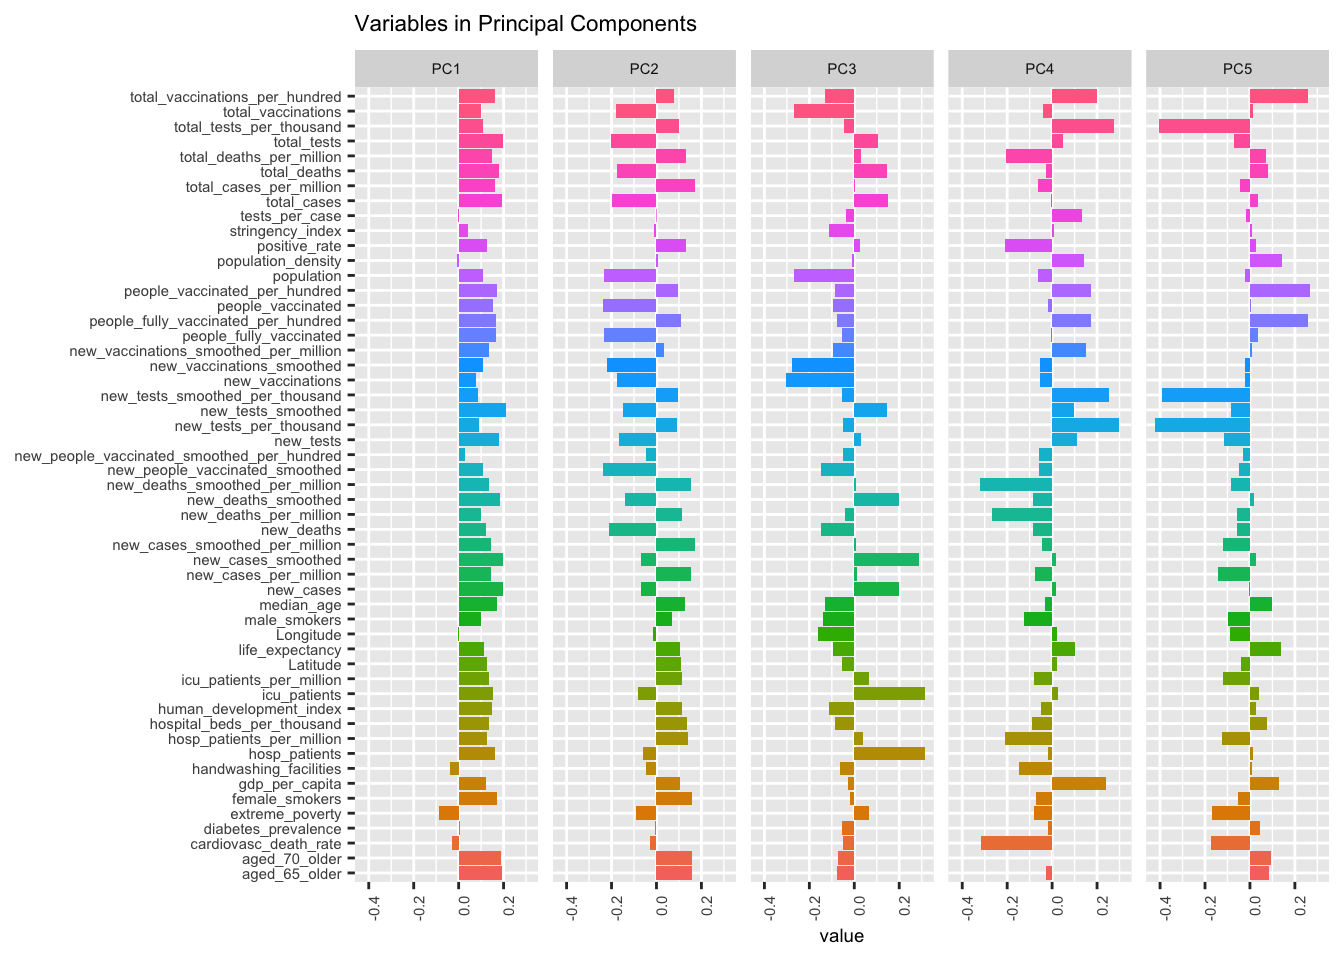 Variables in Principal Components
PC1 PC2 PC3 PC4 PC5
total_vaccinations_per_hundred
total_vaccinations
total_tests_per_thousand
total_tests
total_deaths_per_million
total_deaths
total_cases_per_million
total_cases
tests_per_case
stringency_index
positive_rate
population_density
population
people_vaccinated_per_hundred
people_vaccinated
people_fully_vaccinated_per_hundred
people_fully_vaccinated
new_vaccinations_smoothed_per_million
new_vaccinations_smoothed
new_vaccinations
new_tests_smoothed_per_thousand
new_tests_smoothed
new_tests_per_thousand
new_tests
new_people_vaccinated_smoothed_per_hundred
new_people_vaccinated_smoothed
new_deaths_smoothed_per_million
new_deaths_smoothed
new_deaths_per_million
new_deaths
new_cases_smoothed_per_million
new_cases_smoothed
new_cases_per_million
new_cases
median_age
male_smokers
Longitude
life_expectancy
Latitude
icu_patients_per_million
icu_patients
human_development_index
hospital_beds_per_thousand
hosp_patients_per_million
hosp_patients
handwashing_facilities
gdp_per_capita
female_smokers
extreme_poverty
diabetes_prevalence
cardiovasc_death_rate
aged_70_older
aged_65_older
-0.4 -0.2 0.0 0.2 -0.4 -0.2 0.0 0.2 -0.4 -0.2 0.0 0.2 -0.4 -0.2 0.0 0.2 -0.4 -0.2 0.0 0.2
value